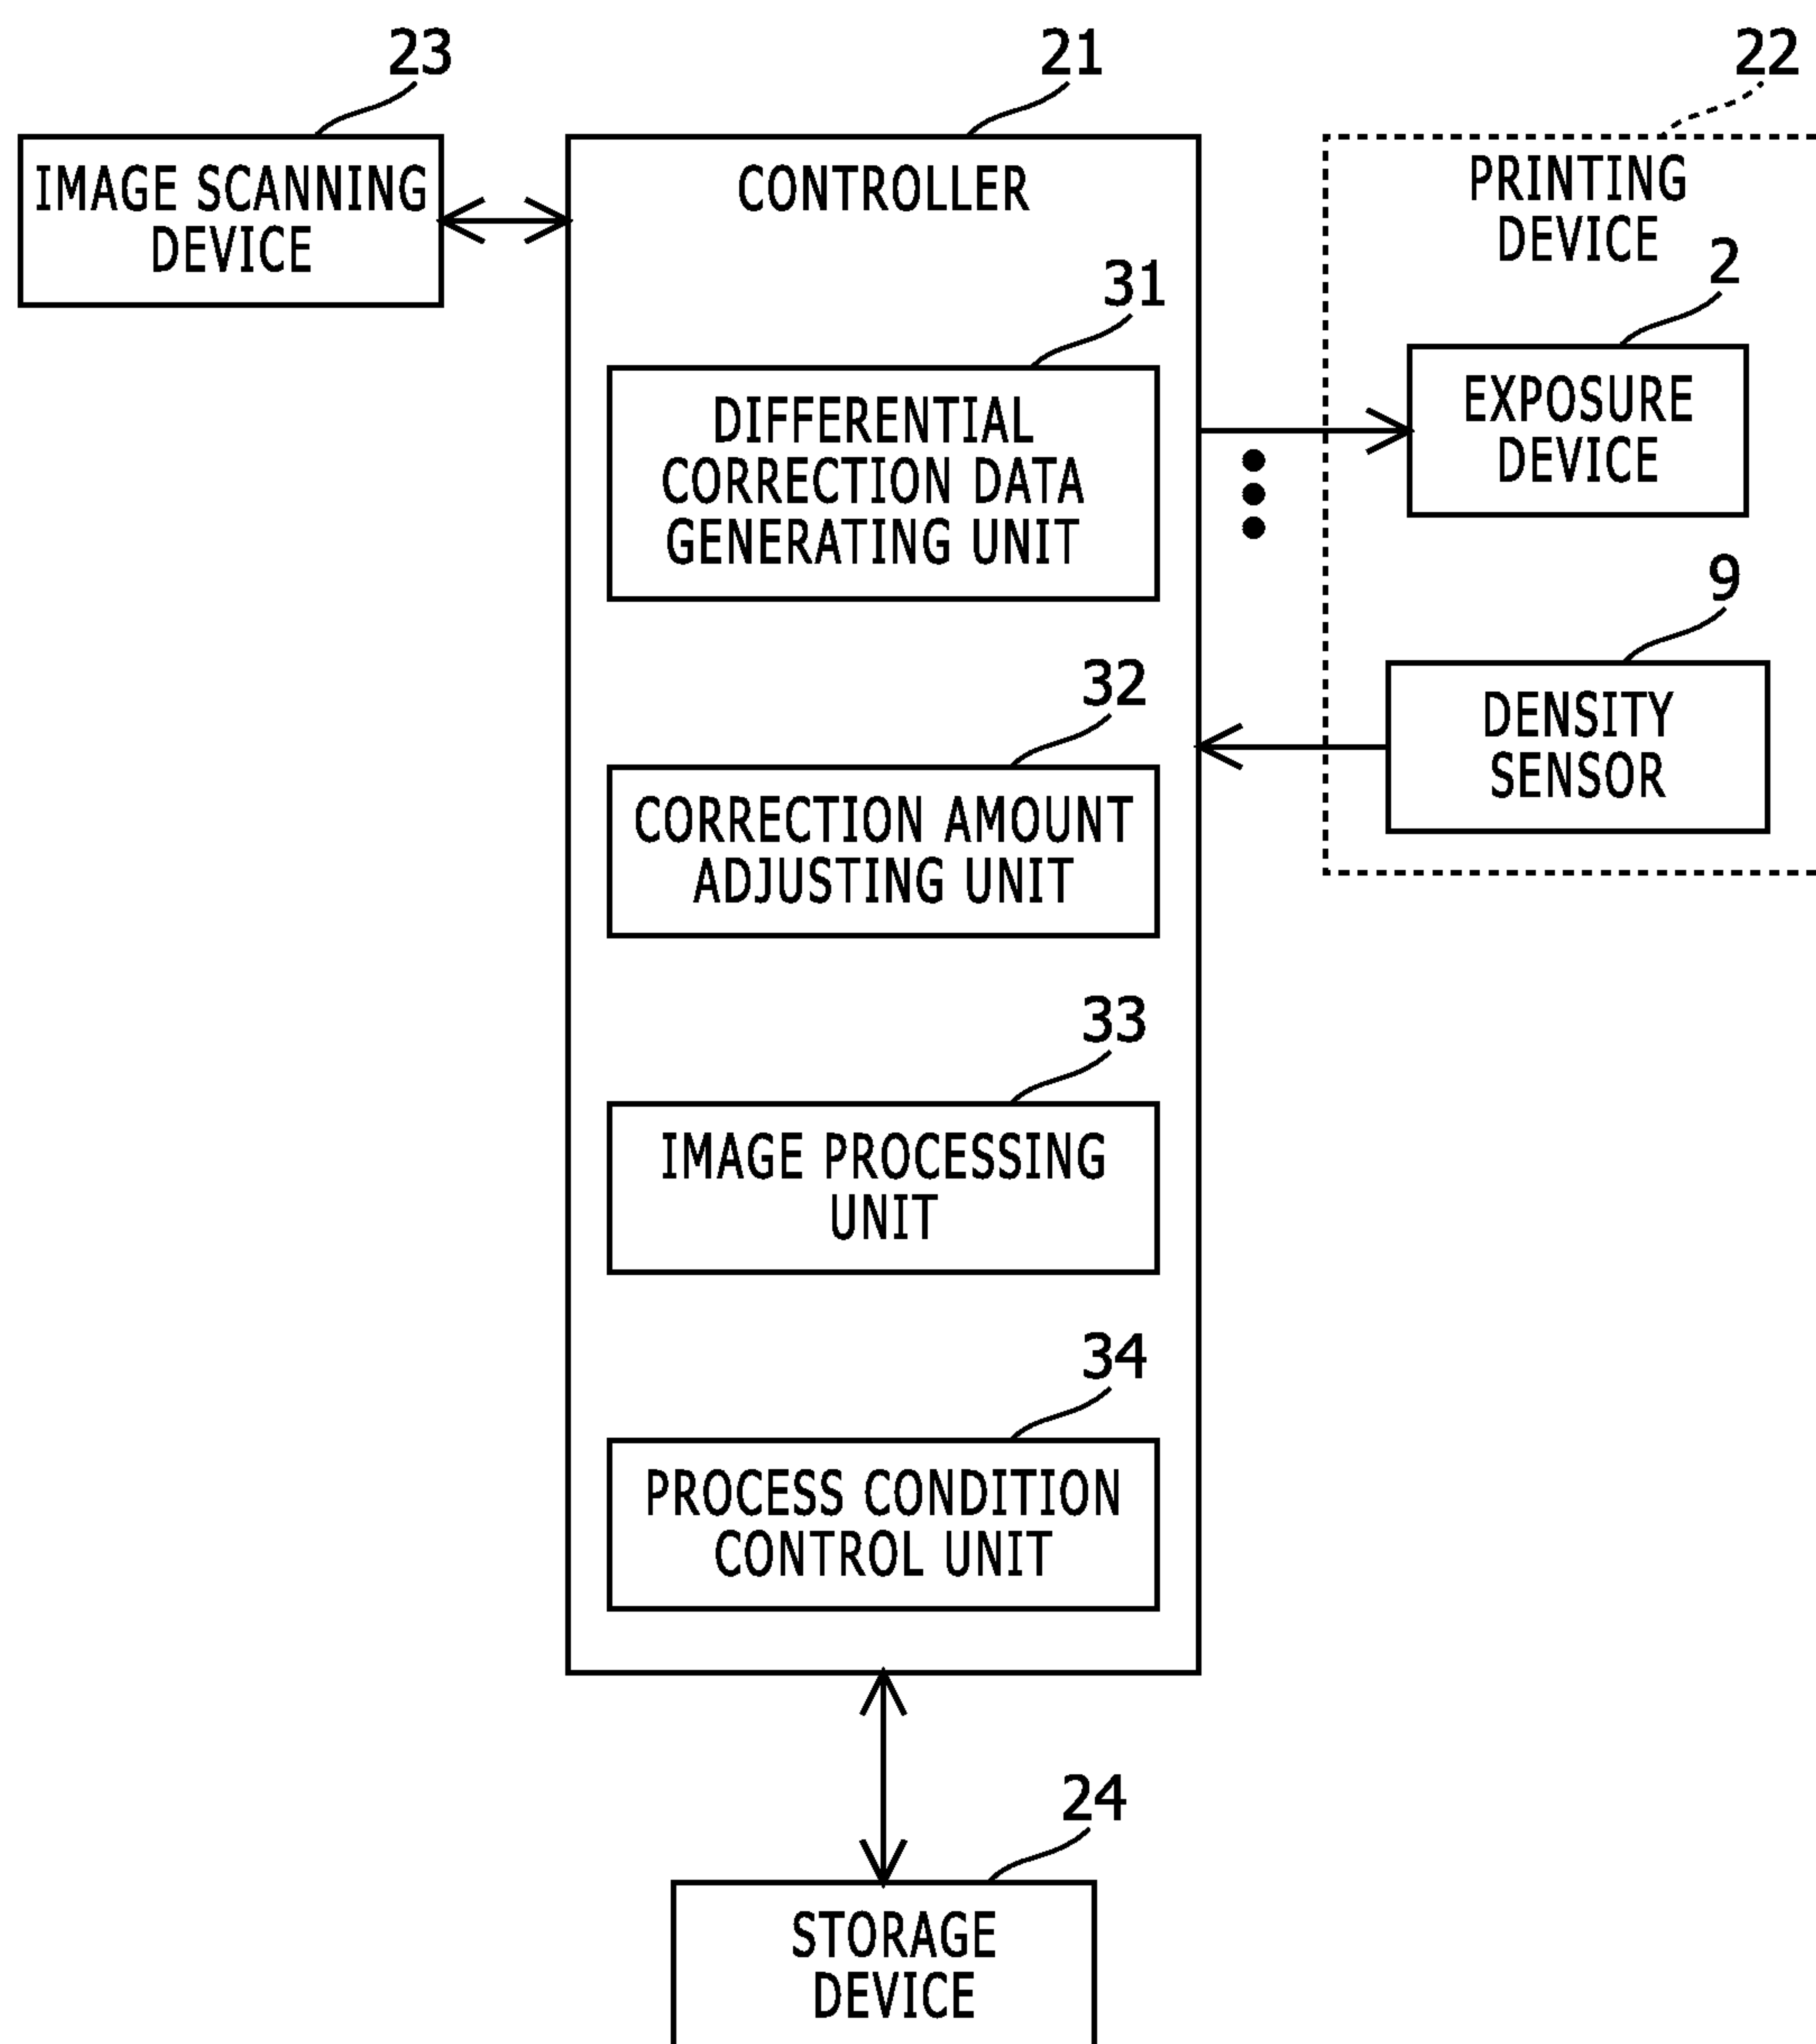 23
21
22
IMAGE SCANNING
DEVICE
CONTROLLER
PRINTING
DEVICE
31
DIFFERENTIAL
CORRECTION DATA
GENERATING UNIT
2
EXPOSURE
DEVICE
9
DENSITY
SENSOR
32
CORRECTION AMOUNT
ADJUSTING UNIT
33
IMAGE PROCESSING
UNIT
34
PROCESS CONDITION
CONTROL UNIT
24
STORAGE
DEVICE